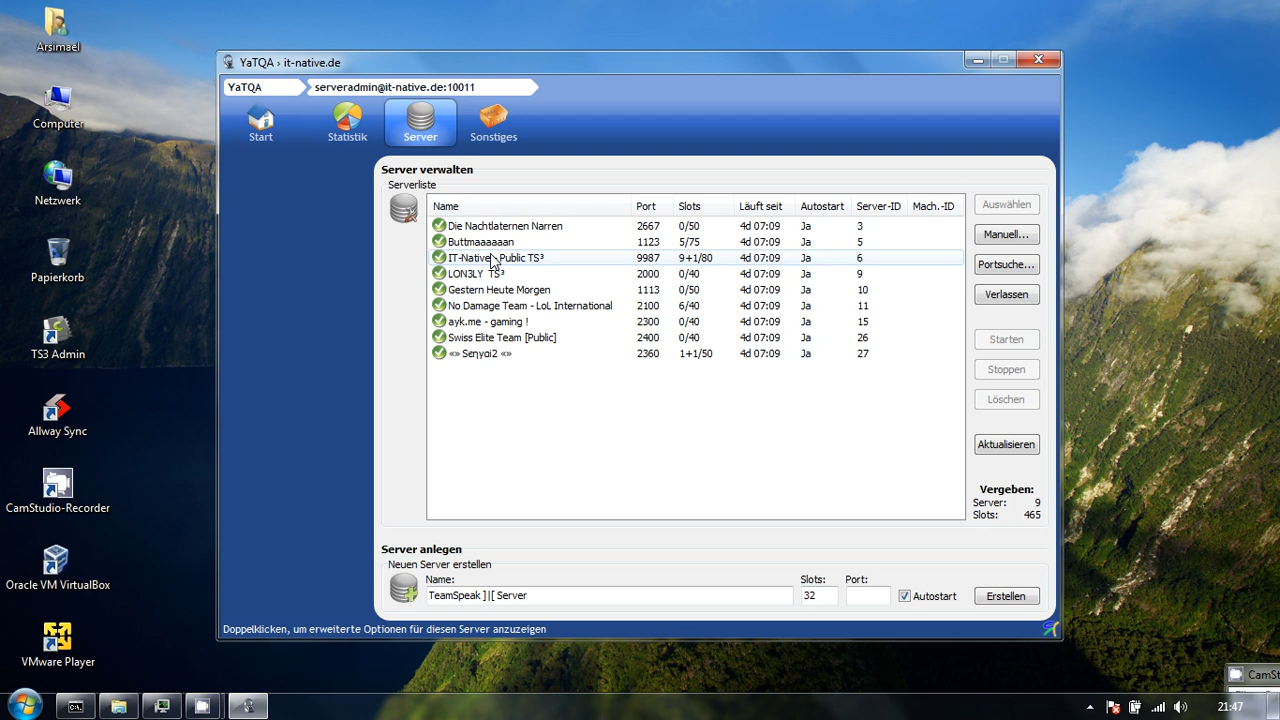 Arsimael
Computer
Netzwerk
Papierkorb
TS3 Admin
Allway Sync
CamStudio-Recorder
Oracle VM VirtualBox
VMware Player
YaTQA › it-native.de
YaTQA serveradmin@it-native.de:10011
Start Statistik Server Sonstiges
Server verwalten
Serverliste
Name Port Slots Läuft seit Autostart Server-ID Mach.-ID
Die Nachtlaternen Narren 2667 0/50 4d 07:09 Ja 3
Buttmaaaaaan 1123 5/75 4d 07:09 Ja 5
IT-Native Public TS³ 9987 9+1/80 4d 07:09 Ja 6
LON3LY TS³ 2000 0/40 4d 07:09 Ja 9
Gestern Heute Morgen 1113 0/50 4d 07:09 Ja 10
No Damage Team - LoL International 2100 6/40 4d 07:09 Ja 11
ayk.me - gaming ! 2300 0/40 4d 07:09 Ja 15
Swiss Elite Team [Public] 2400 0/40 4d 07:09 Ja 26
2360 1+1/50 4d 07:09 Ja 27
Auswählen
Manuell...
Portsuche...
Verlassen
Starten
Stoppen
Löschen
Aktualisieren
Vergeben:
Server: 9
Slots: 465
Server anlegen
Neuen Server erstellen
Name: Slots: Port:
TeamSpeak ]|[ Server 32 Autostart Erstellen
Doppelklicken, um erweiterte Optionen für diesen Server anzuzeigen
21:47